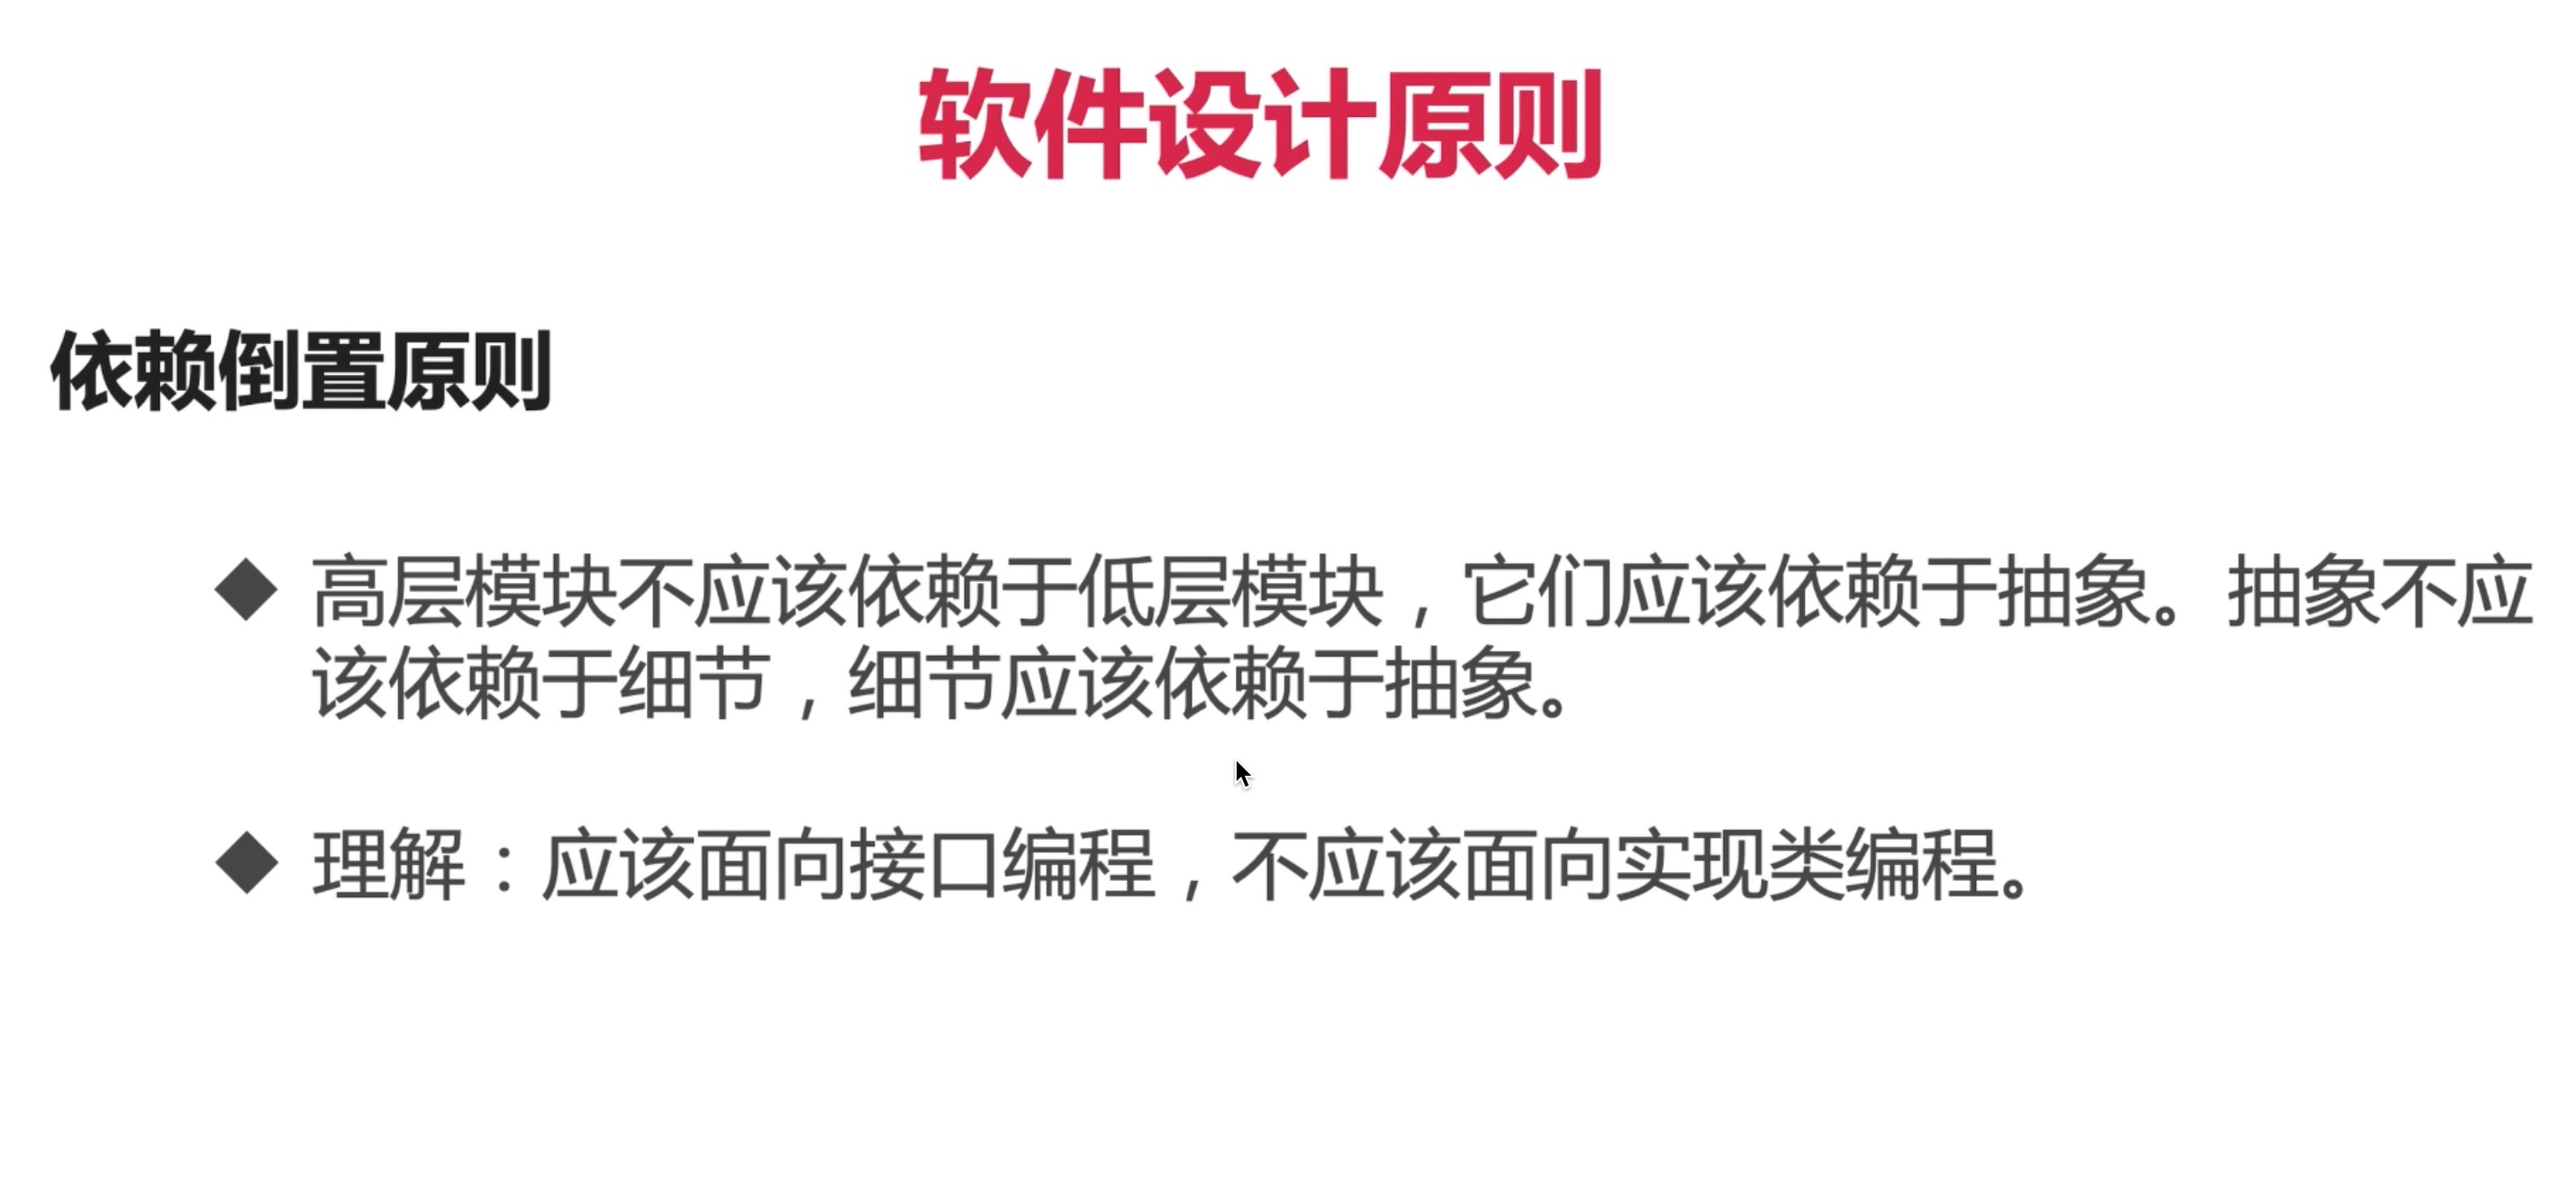 软件设计原则
依赖倒置原则
◆ 高层模块不应该依赖于低层模块，它们应该依赖于抽象。抽象不应
该依赖于细节，细节应该依赖于抽象。
◆ 理解：应该面向接口编程，不应该面向实现类编程。